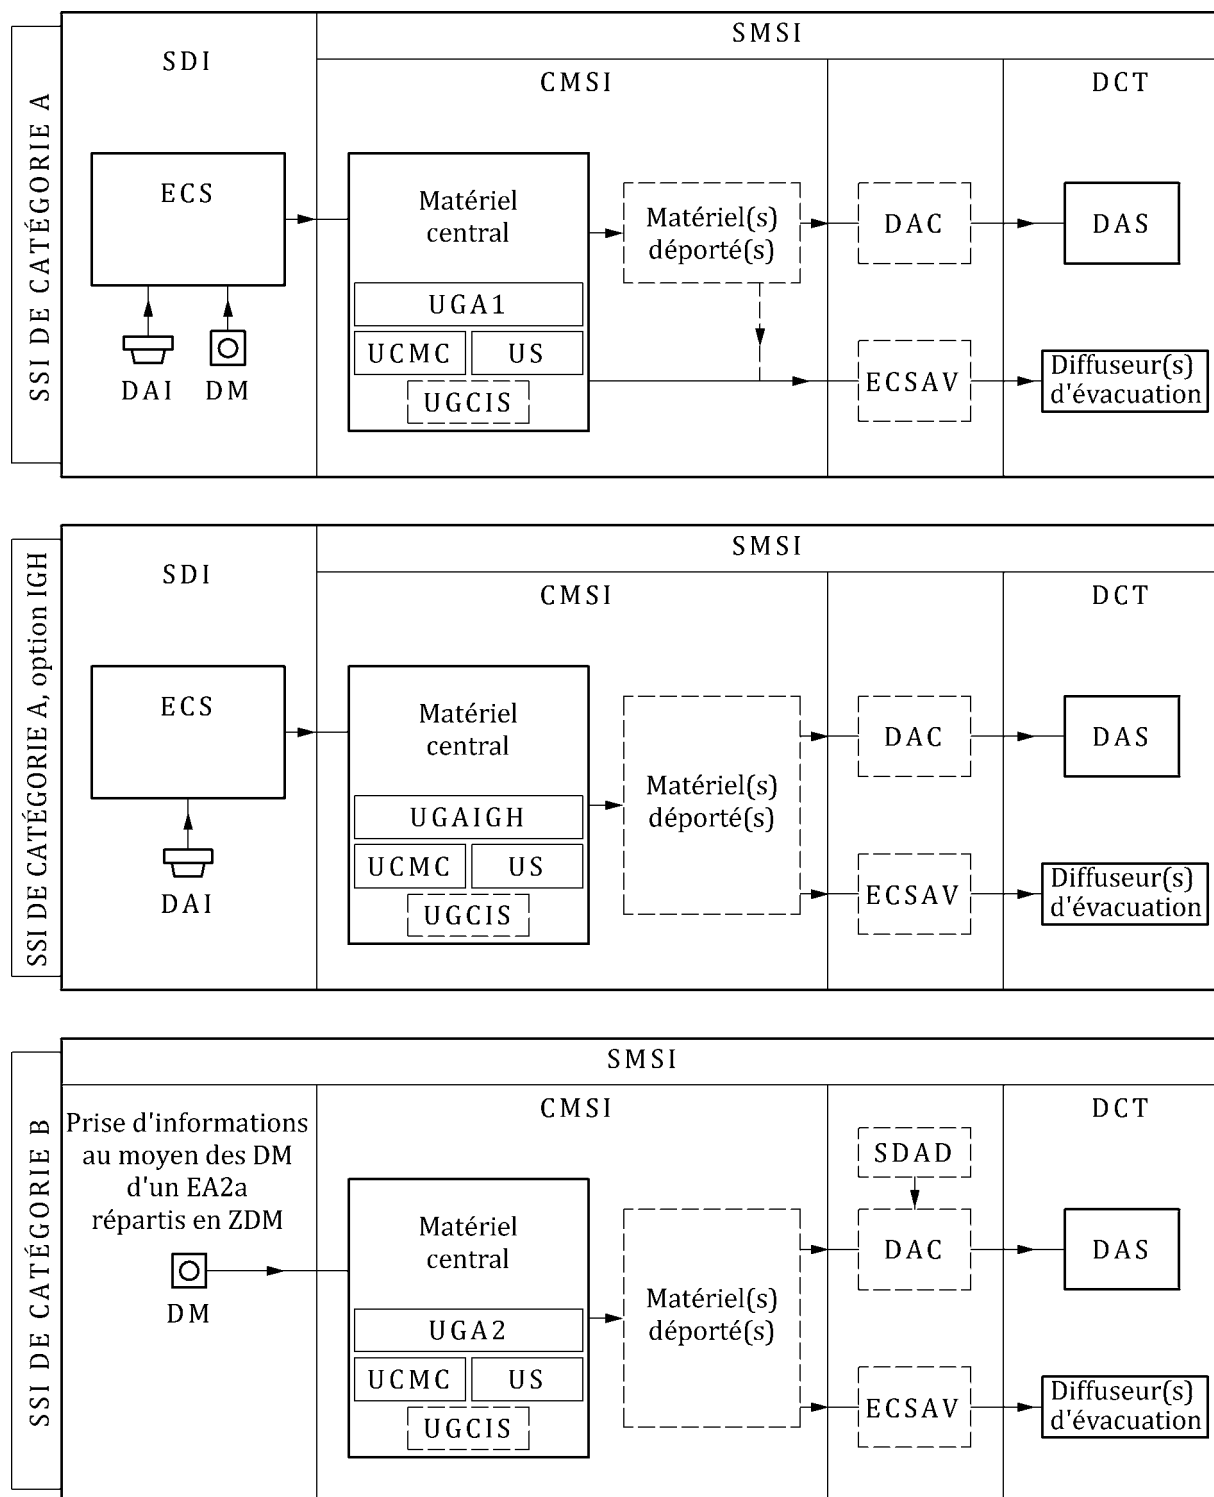 SSI DE CATÉGORIE A
SDI
SMSI
CMSI
DCT
ECS
DAI
DM
Matériel
central
UGA1
UCMC
US
UGCIS
Matériel(s)
déporté(s)
DAC
DAS
ECSAV
Diffuseur(s)
d'évacuation
SSI DE CATÉGORIE A, option IGH
SDI
SMSI
CMSI
DCT
ECS
DAI
Matériel
central
UGAIGH
UCMC
US
UGCIS
Matériel(s)
déporté(s)
DAC
DAS
ECSAV
Diffuseur(s)
d'évacuation
SSI DE CATÉGORIE B
SMSI
Prise d'informations
au moyen des DM
d'un EA2a
répartis en ZDM
DM
CMSI
DCT
Matériel
central
UGA2
UCMC
US
UGCIS
Matériel(s)
déporté(s)
SDAD
DAC
DAS
ECSAV
Diffuseur(s)
d'évacuation